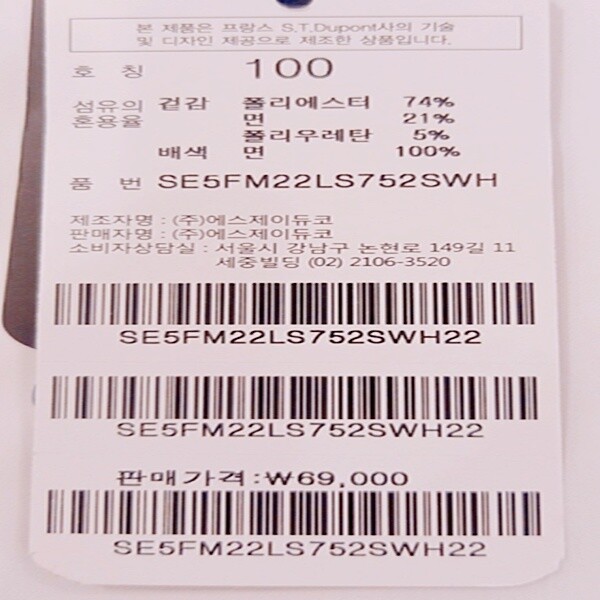 본 제품은 프랑스 S.T.Dupont사의 기술
및 디자인 제공으로 제조한 상품입니다.
호 칭 100
섬유의 겉감 폴리에스터 74%
혼용율 면 21%
폴리우레탄 5%
배색 면 100%
품 번 SE5FM22LS752SWH
제조자명 : (주)에스제이듀코
판매자명 : (주)에스제이듀코
소비자상담실 : 서울시 강남구 논현로 149길 11
세중빌딩 (02) 2106-3520
SE5FM22LS752SWH22
SE5FM22LS752SWH22
판매가격:₩69,000
SE5FM22LS752SWH22